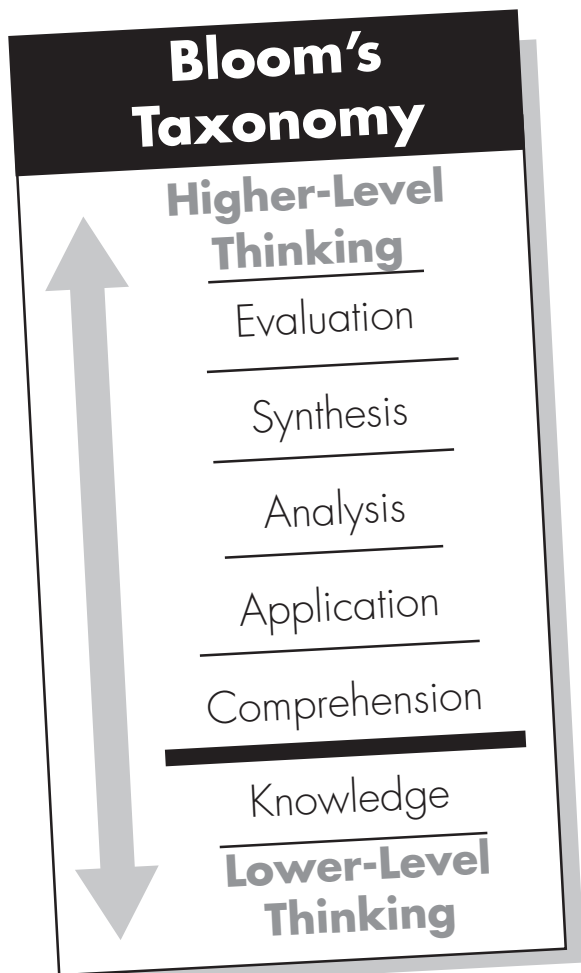 Bloom’s
Taxonomy
Higher-Level
Thinking
Evaluation
Synthesis
Analysis
Application
Comprehension
Knowledge
Lower-Level
Thinking